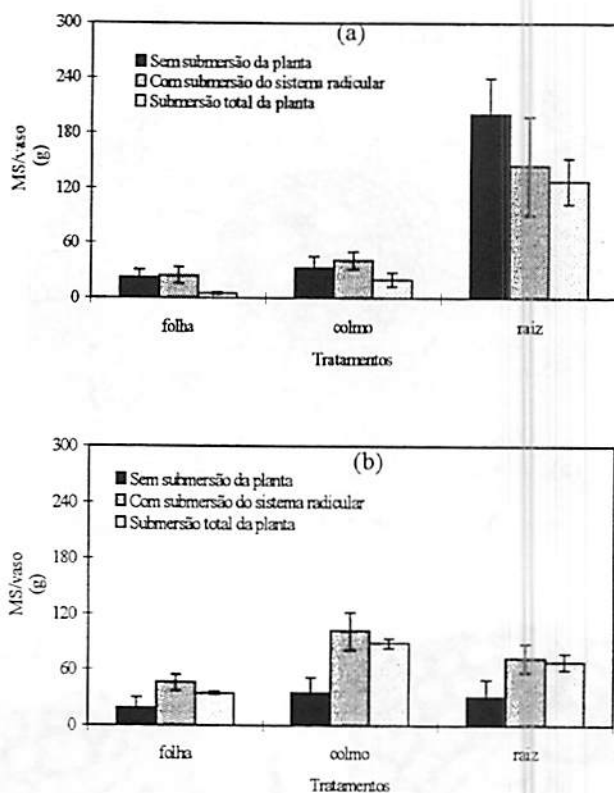 300
(a)
Sem submersão da planta
240
Com submersão do sistema radicular
Submersão total da planta
180
MS/vaso
(g)
120
60
0
folha
colmo
raiz
Tratamentos
300
(b)
Sem submersão da planta
240
Com submersão do sistema radicular
Submersão total da planta
180
MS/vaso
(g)
120
60
0
folha
colmo
raiz
Tratamentos